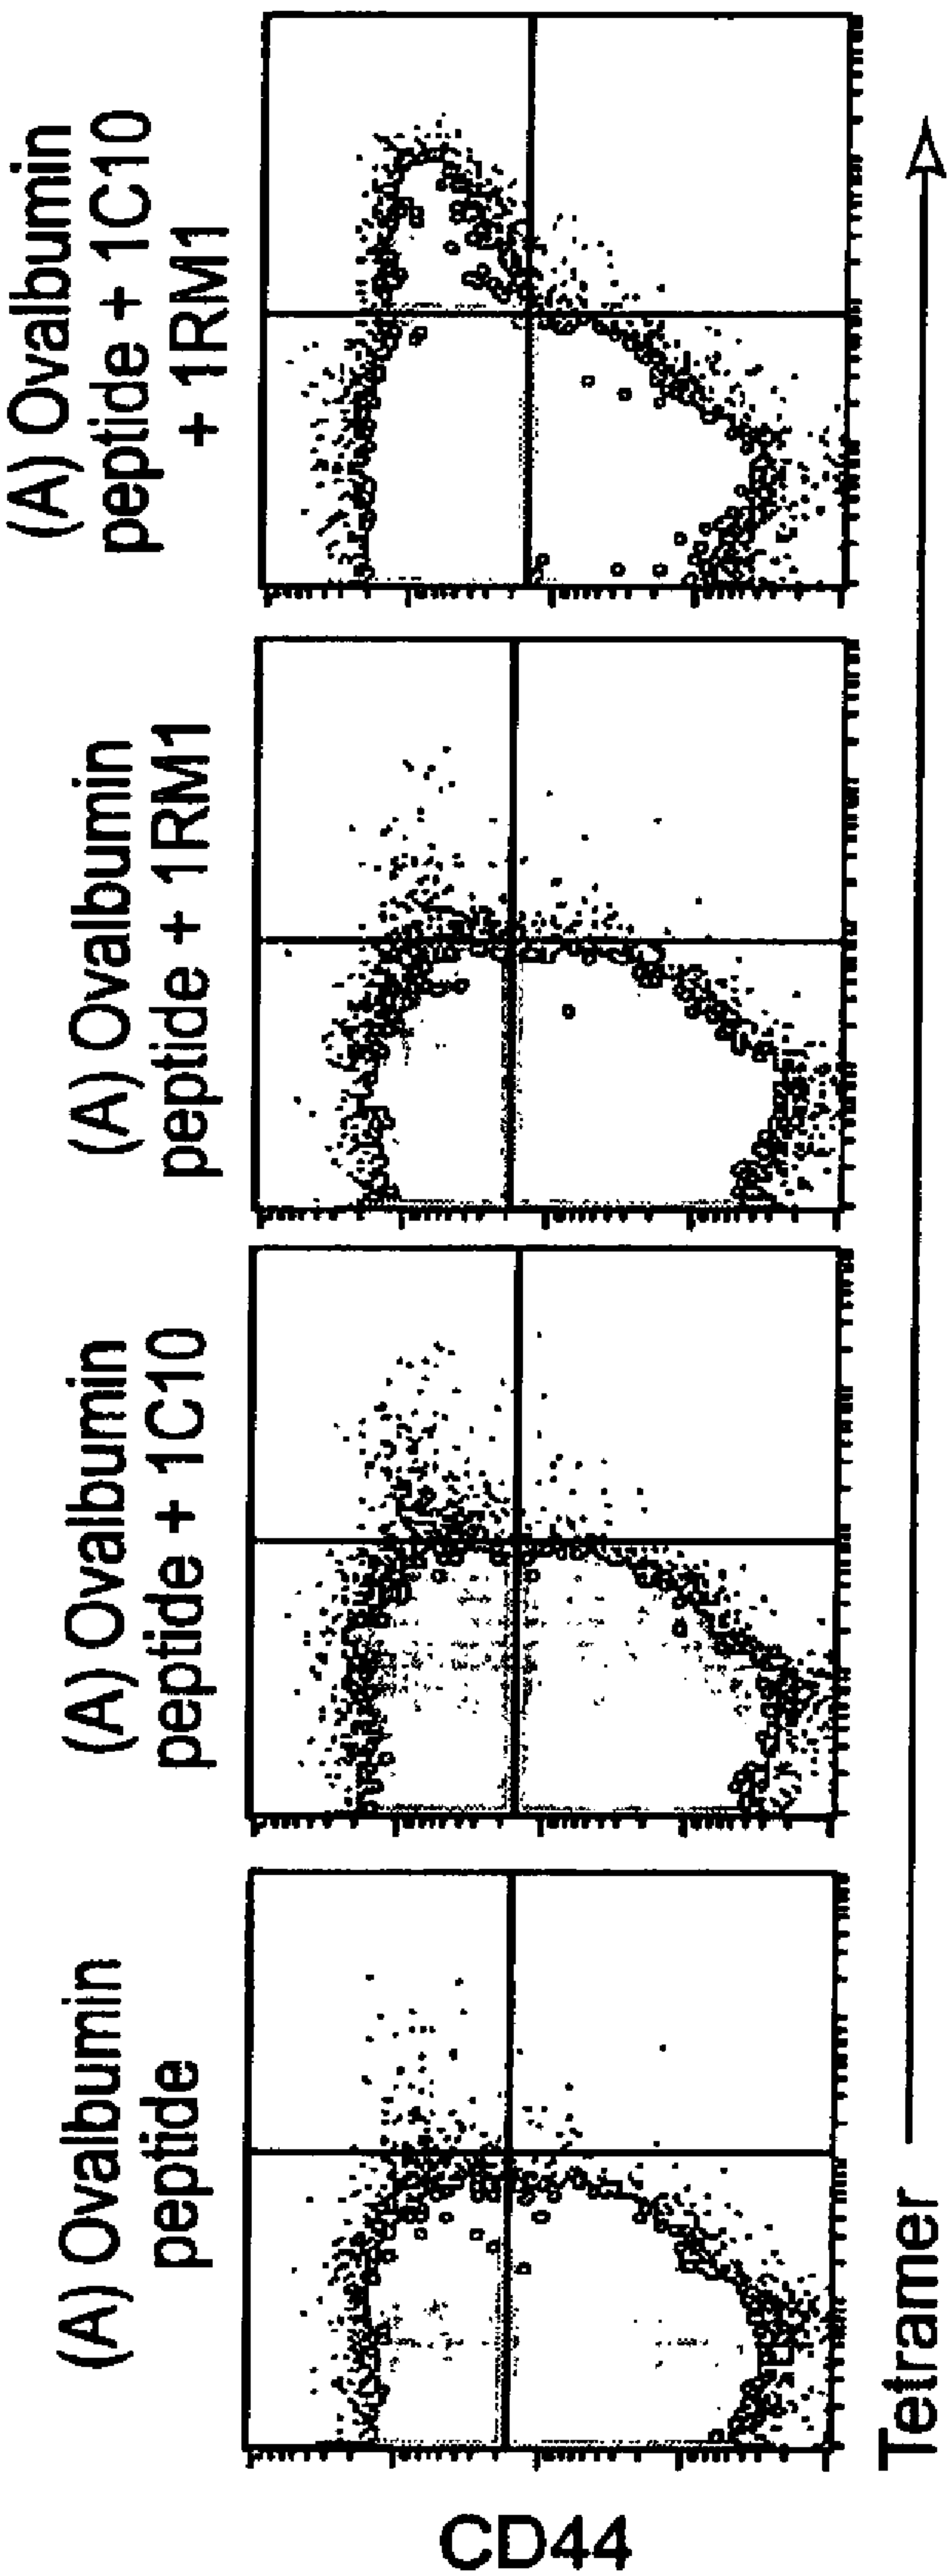 (A) Ovalbumin
peptide
(A) Ovalbumin
peptide + 1C10
(A) Ovalbumin
peptide + 1RM1
(A) Ovalbumin
peptide + 1C10
+ 1RM1
CD44
Tetramer